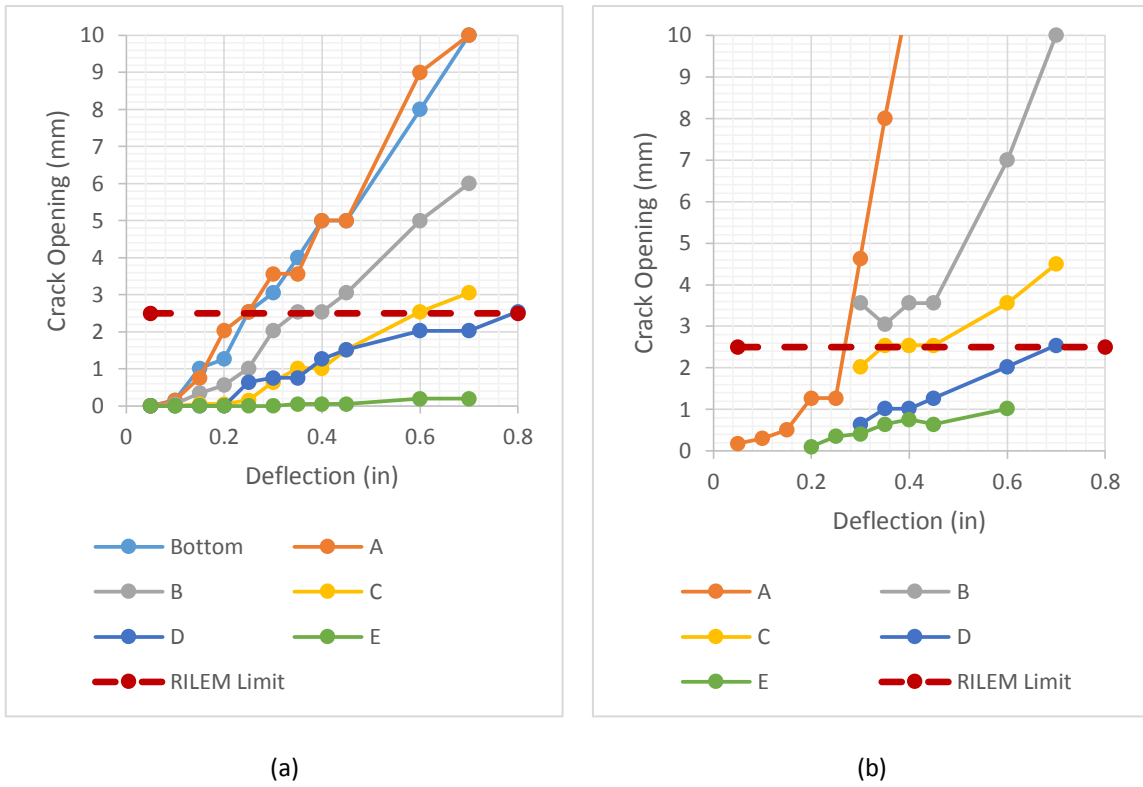 10
9
8
7
6
5
4
3
2
1
0
Crack Opening (mm)
0 0.2 0.4 0.6 0.8
Deflection (in)
Bottom A
B C
D E
RILEM Limit
(a)
10
9
8
7
6
5
4
3
2
1
0
Crack Opening (mm)
0 0.2 0.4 0.6 0.8
Deflection (in)
A B
C D
E RILEM Limit
(b)